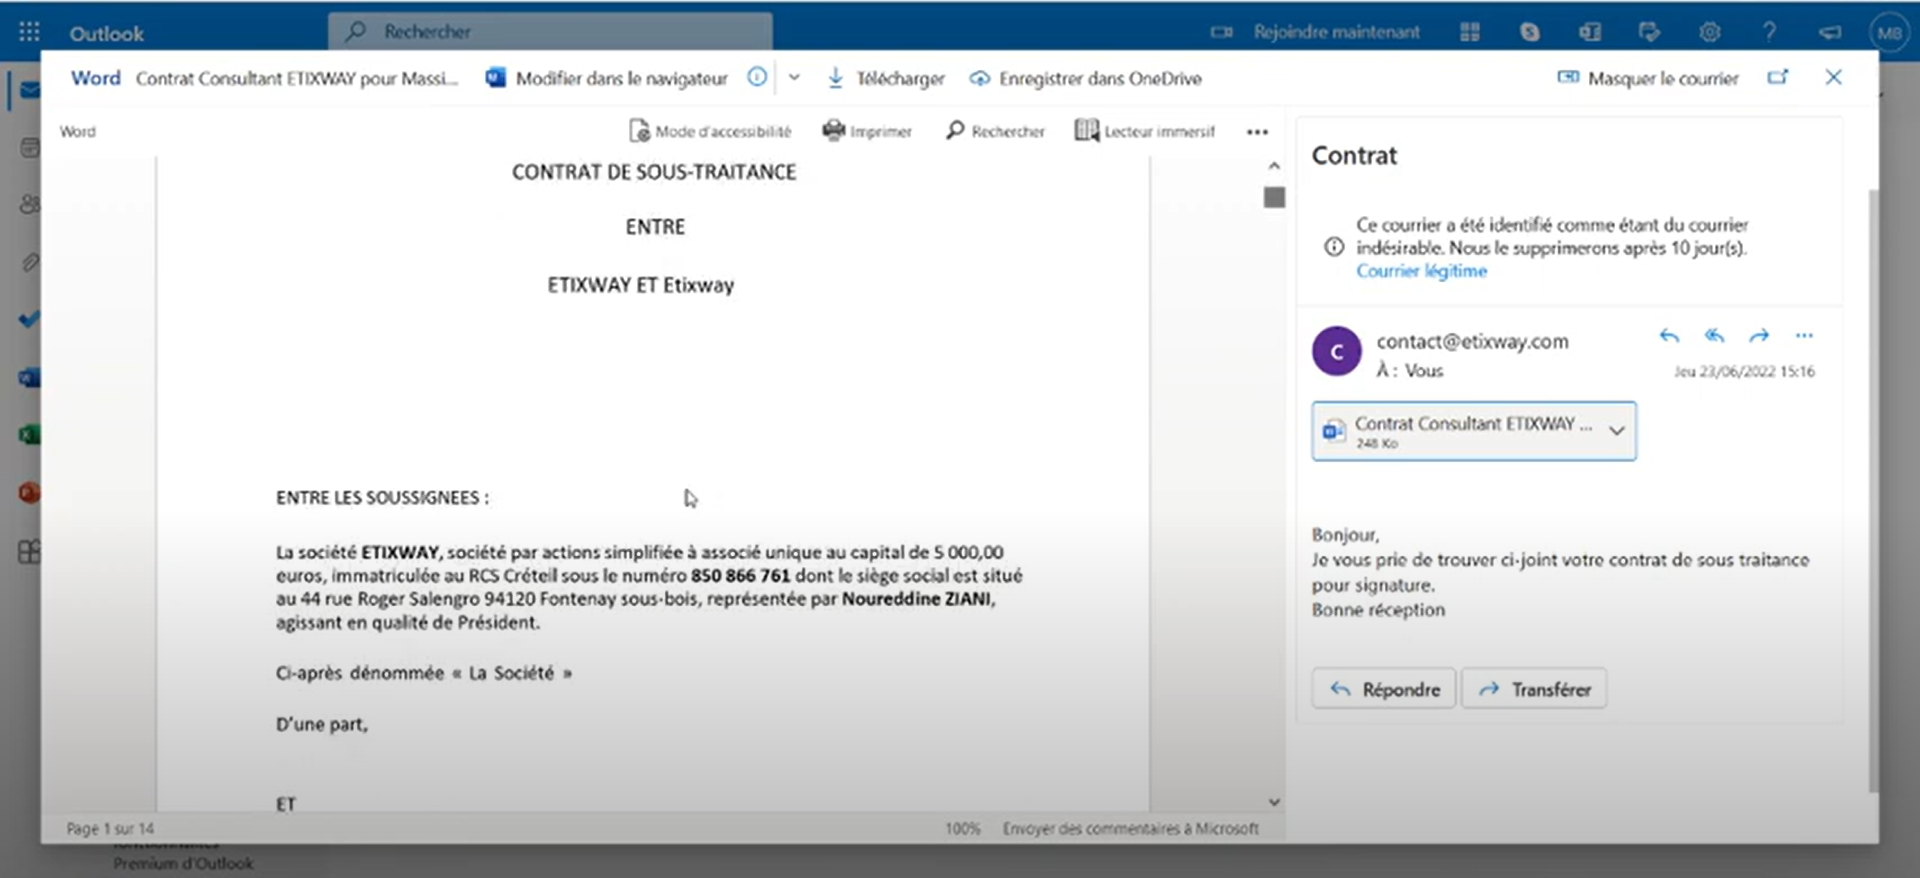 Outlook
Rechercher
Rejoindre maintenant
MB
Word
Contrat Consultant ETIXWAY pour Massi...
Modifier dans le navigateur
Télécharger
Enregistrer dans OneDrive
Masquer le courrier
Word
Mode d'accessibilité
Imprimer
Rechercher
Lecteur immersif
CONTRAT DE SOUS-TRAITANCE
ENTRE
ETIXWAY ET Etixway
ENTRE LES SOUSSIGNEES :
La société ETIXWAY, société par actions simplifiée à associé unique au capital de 5 000,00
euros, immatriculée au RCS Créteil sous le numéro 850 866 761 dont le siège social est situé
au 44 rue Roger Salengro 94120 Fontenay sous-bois, représentée par Noureddine ZIANI,
agissant en qualité de Président.
Ci-après dénommée « La Société »
D'une part,
ET
Page 1 sur 14
100%
Envoyer des commentaires à Microsoft
Contrat
Ce courrier a été identifié comme étant du courrier
indésirable. Nous le supprimerons après 10 jour(s).
Courrier légitime
C
contact@etixway.com
À : Vous
Jeu 23/06/2022 15:16
Contrat Consultant ETIXWAY ...
248 Ko
Bonjour,
Je vous prie de trouver ci-joint votre contrat de sous traitance
pour signature.
Bonne réception
Répondre
Transférer
Premium d'Outlook